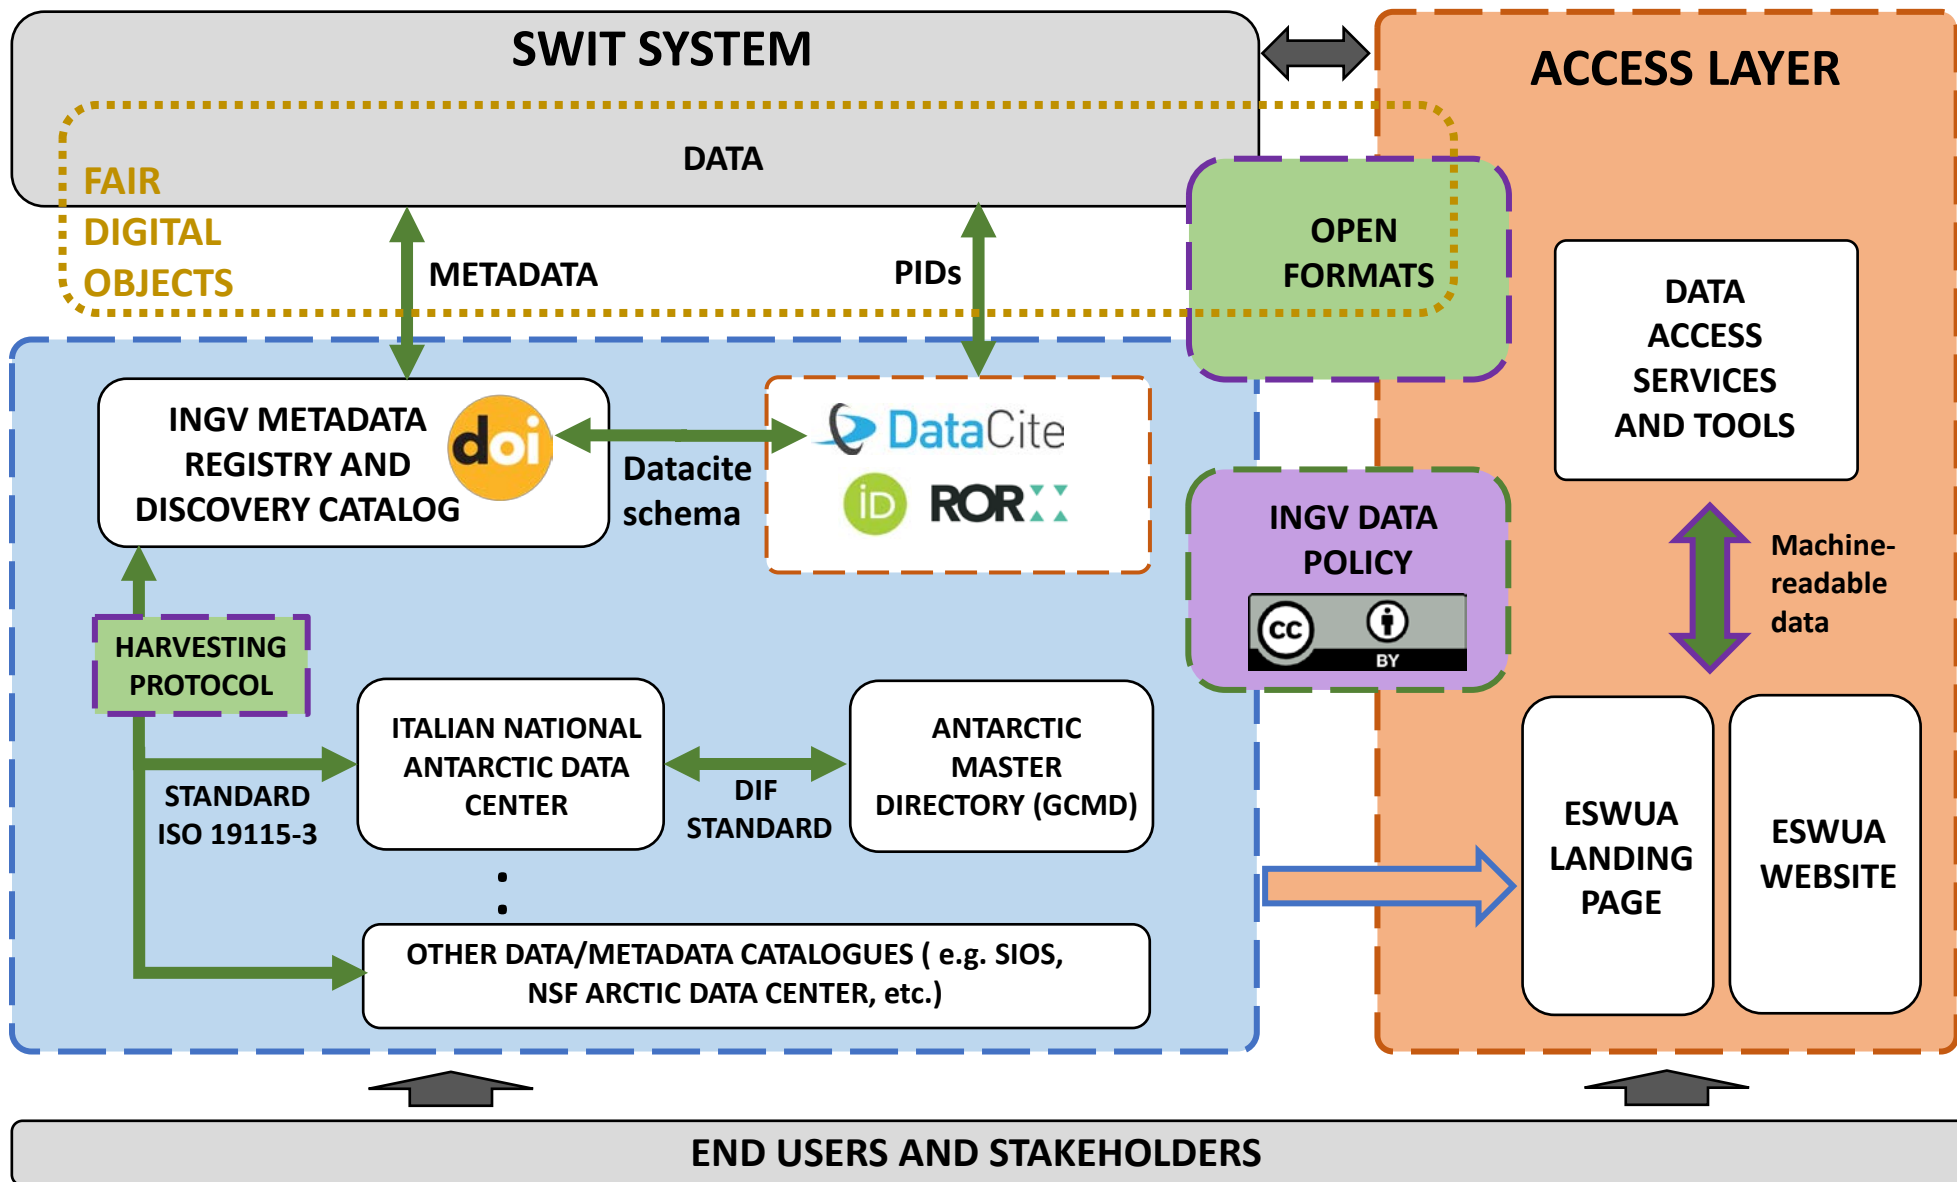 SWIT SYSTEM
ACCESS LAYER
DATA
FAIR
DIGITAL
OBJECTS
METADATA
PIDs
OPEN
FORMATS
DATA
ACCESS
SERVICES
AND TOOLS
INGV METADATA
REGISTRY AND
DISCOVERY CATALOG
doi
Datacite
schema
DataCite
iD
ROR
INGV DATA
POLICY
cc
BY
Machine-
readable
data
HARVESTING
PROTOCOL
STANDARD
ISO 19115-3
ITALIAN NATIONAL
ANTARCTIC DATA
CENTER
DIF
STANDARD
ANTARCTIC
MASTER
DIRECTORY (GCMD)
OTHER DATA/METADATA CATALOGUES ( e.g. SIOS,
NSF ARCTIC DATA CENTER, etc.)
ESWUA
LANDING
PAGE
ESWUA
WEBSITE
END USERS AND STAKEHOLDERS